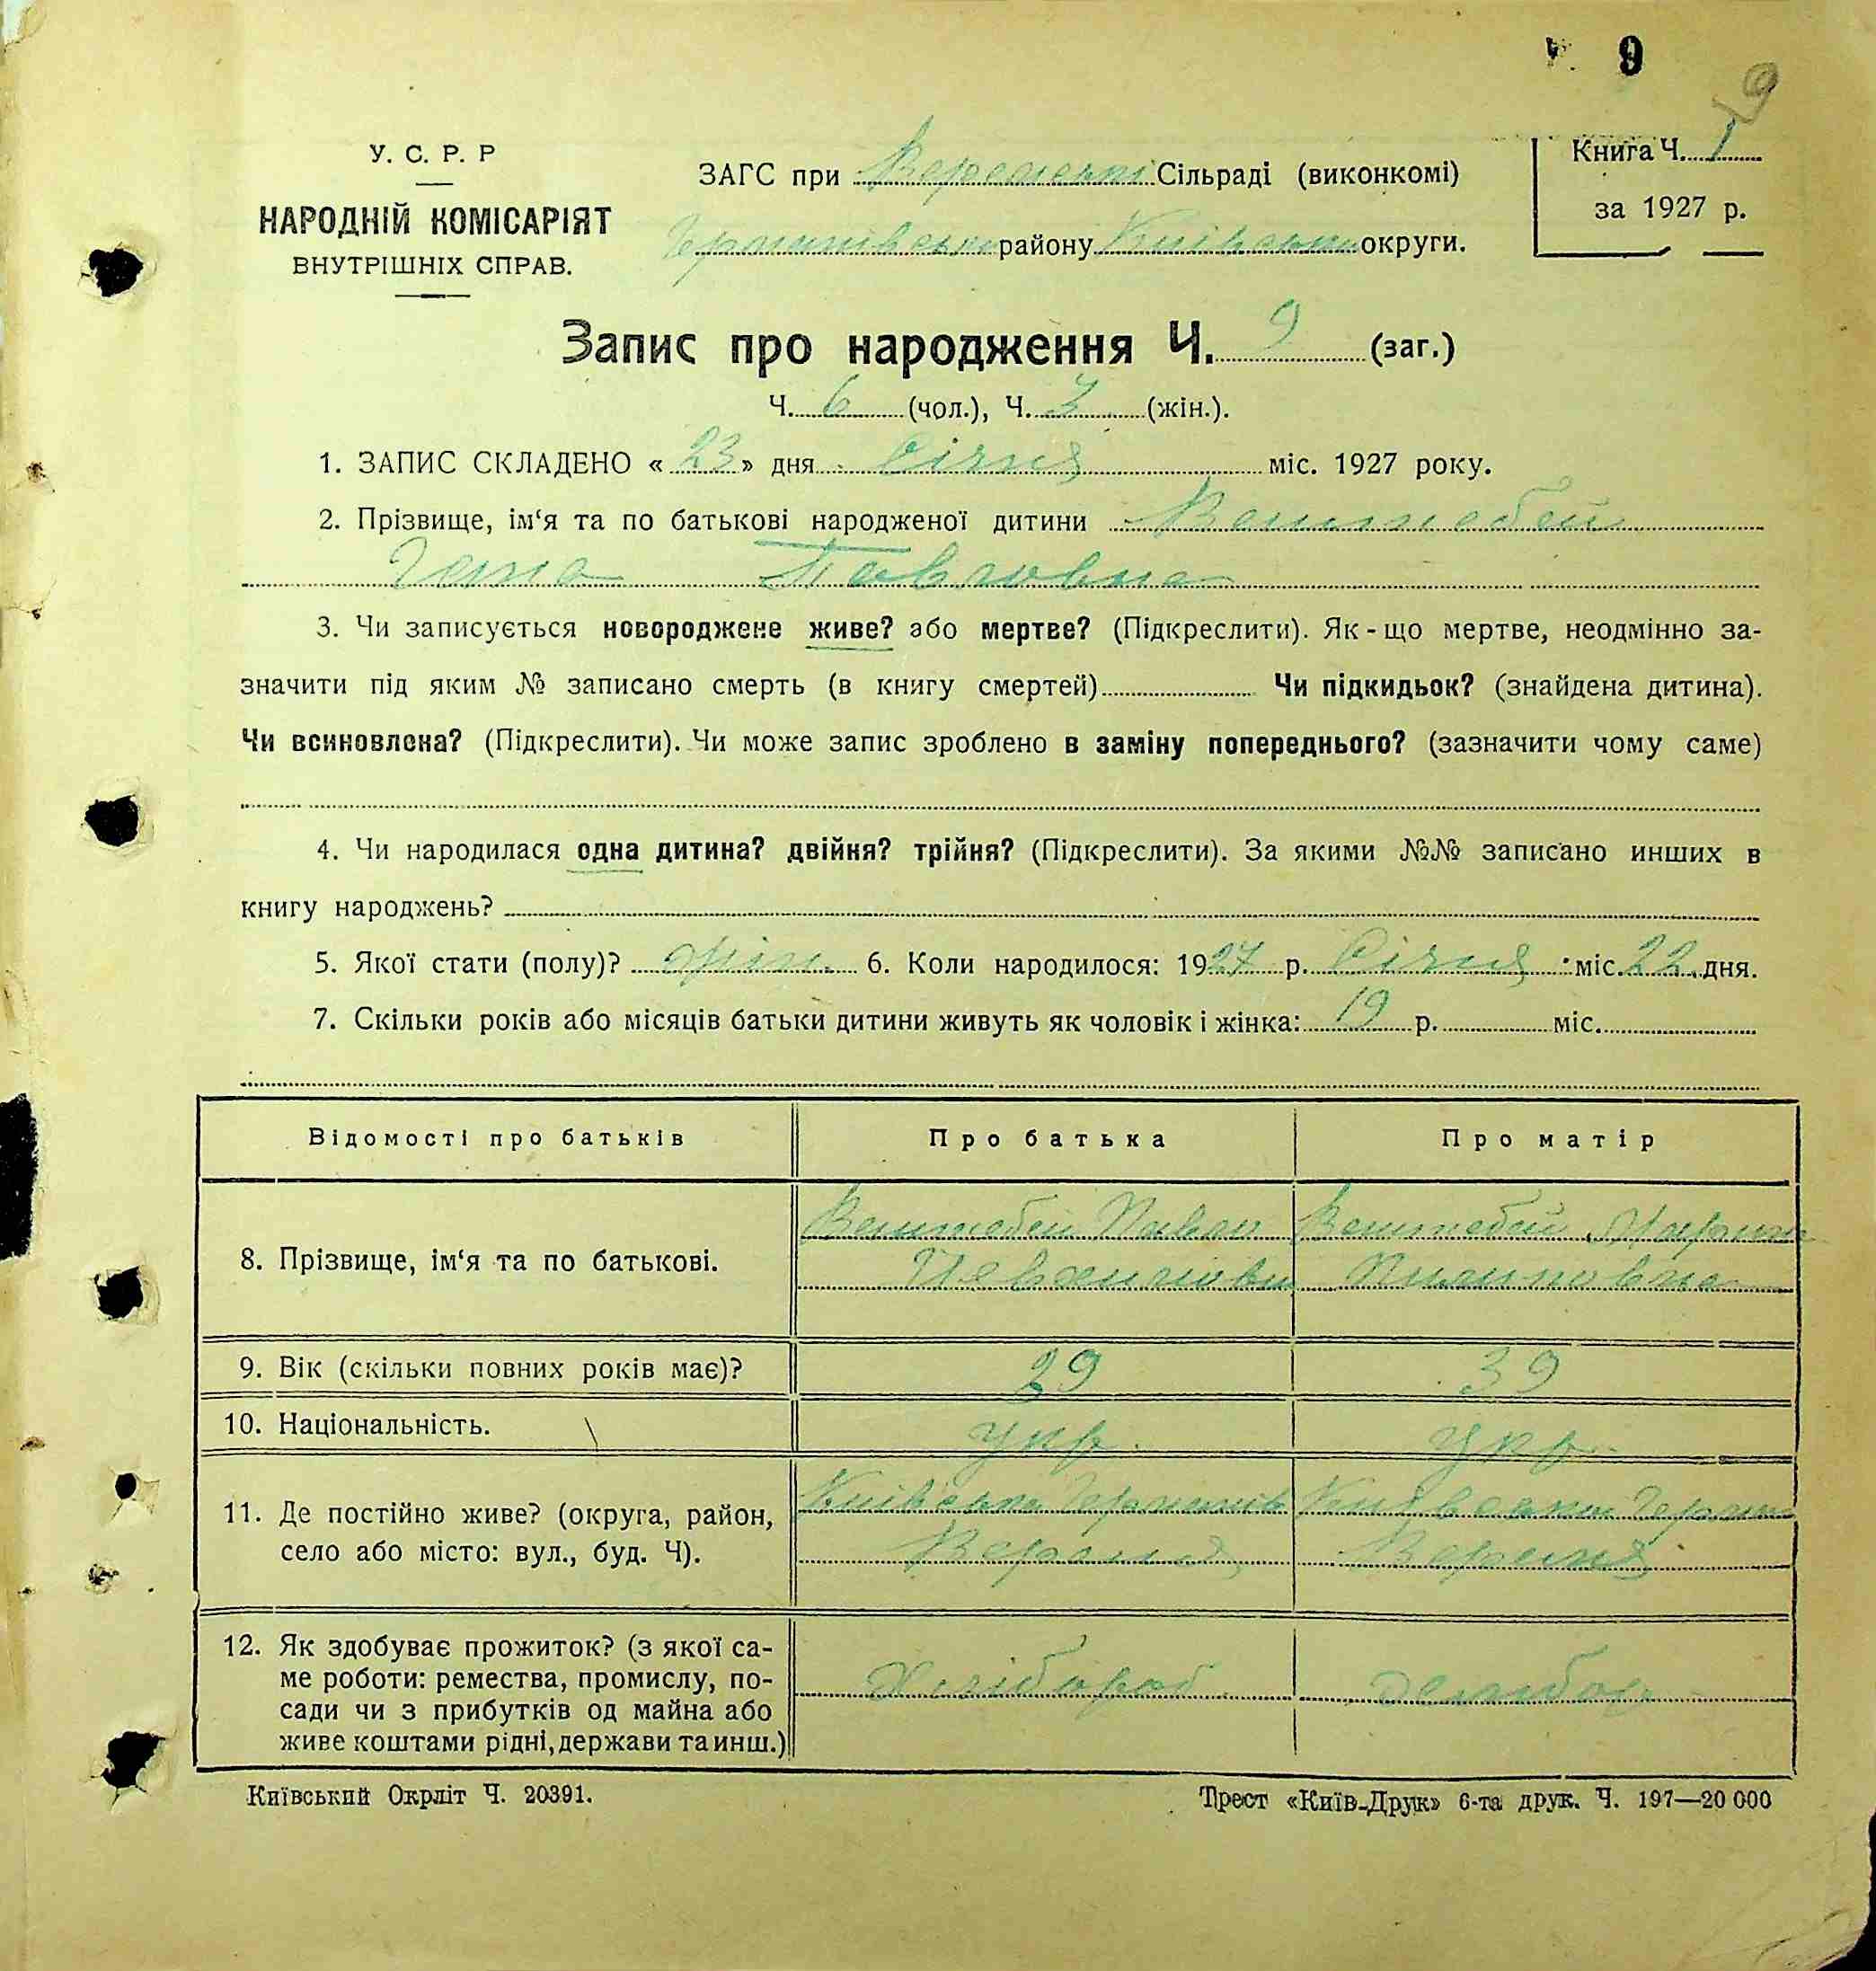 9
9
У. С. Р. Р
НАРОДНІЙ КОМІСАРІЯТ
ВНУТРІШНІХ СПРАВ.
ЗАГС при Сільраді (виконкомі)
району Київської округи.
Книга Ч. 1
за 1927 р.
Запис про народження Ч. 9 (заг.)
Ч. 6 (чол.), Ч. 3 (жін.).
1. ЗАПИС СКЛАДЕНО « 23 » дня Січня міс. 1927 року.
2. Прізвище, ім‘я та по батькові народженої дитини
Павловна
3. Чи записується новороджене живе? або мертве? (Підкреслити). Як-що мертве, неодмінно за-
значити під яким № записано смерть (в книгу смертей) Чи підкидьок? (знайдена дитина).
Чи всиновлена? (Підкреслити). Чи може запис зроблено в заміну попереднього? (зазначити чому саме)
4. Чи народилася одна дитина? двійня? трійня? (Підкреслити). За якими №№ записано инших в
книгу народжень?
5. Якої стати (полу)? жін. 6. Коли народилося: 1927 р. Січня міс. 22 дня.
7. Скільки років або місяців батьки дитини живуть як чоловік і жінка: 19 р. міс.
Відомості про батьків Про батька Про матір
8. Прізвище, ім‘я та по батькові. Павло
Пилиповна
9. Вік (скільки повних років має)? 29 39
10. Національність. укр. укр.
11. Де постійно живе? (округа, район,
село або місто: вул., буд. Ч).
12. Як здобуває прожиток? (з якої са-
ме роботи: ремества, промислу, по-
сади чи з прибутків од майна або
живе коштами рідні, держави та инш.)
Хлібороб
Київський Окрліт Ч. 20391.
Трест «Київ-Друк» 6-та друк. Ч. 197—20 000